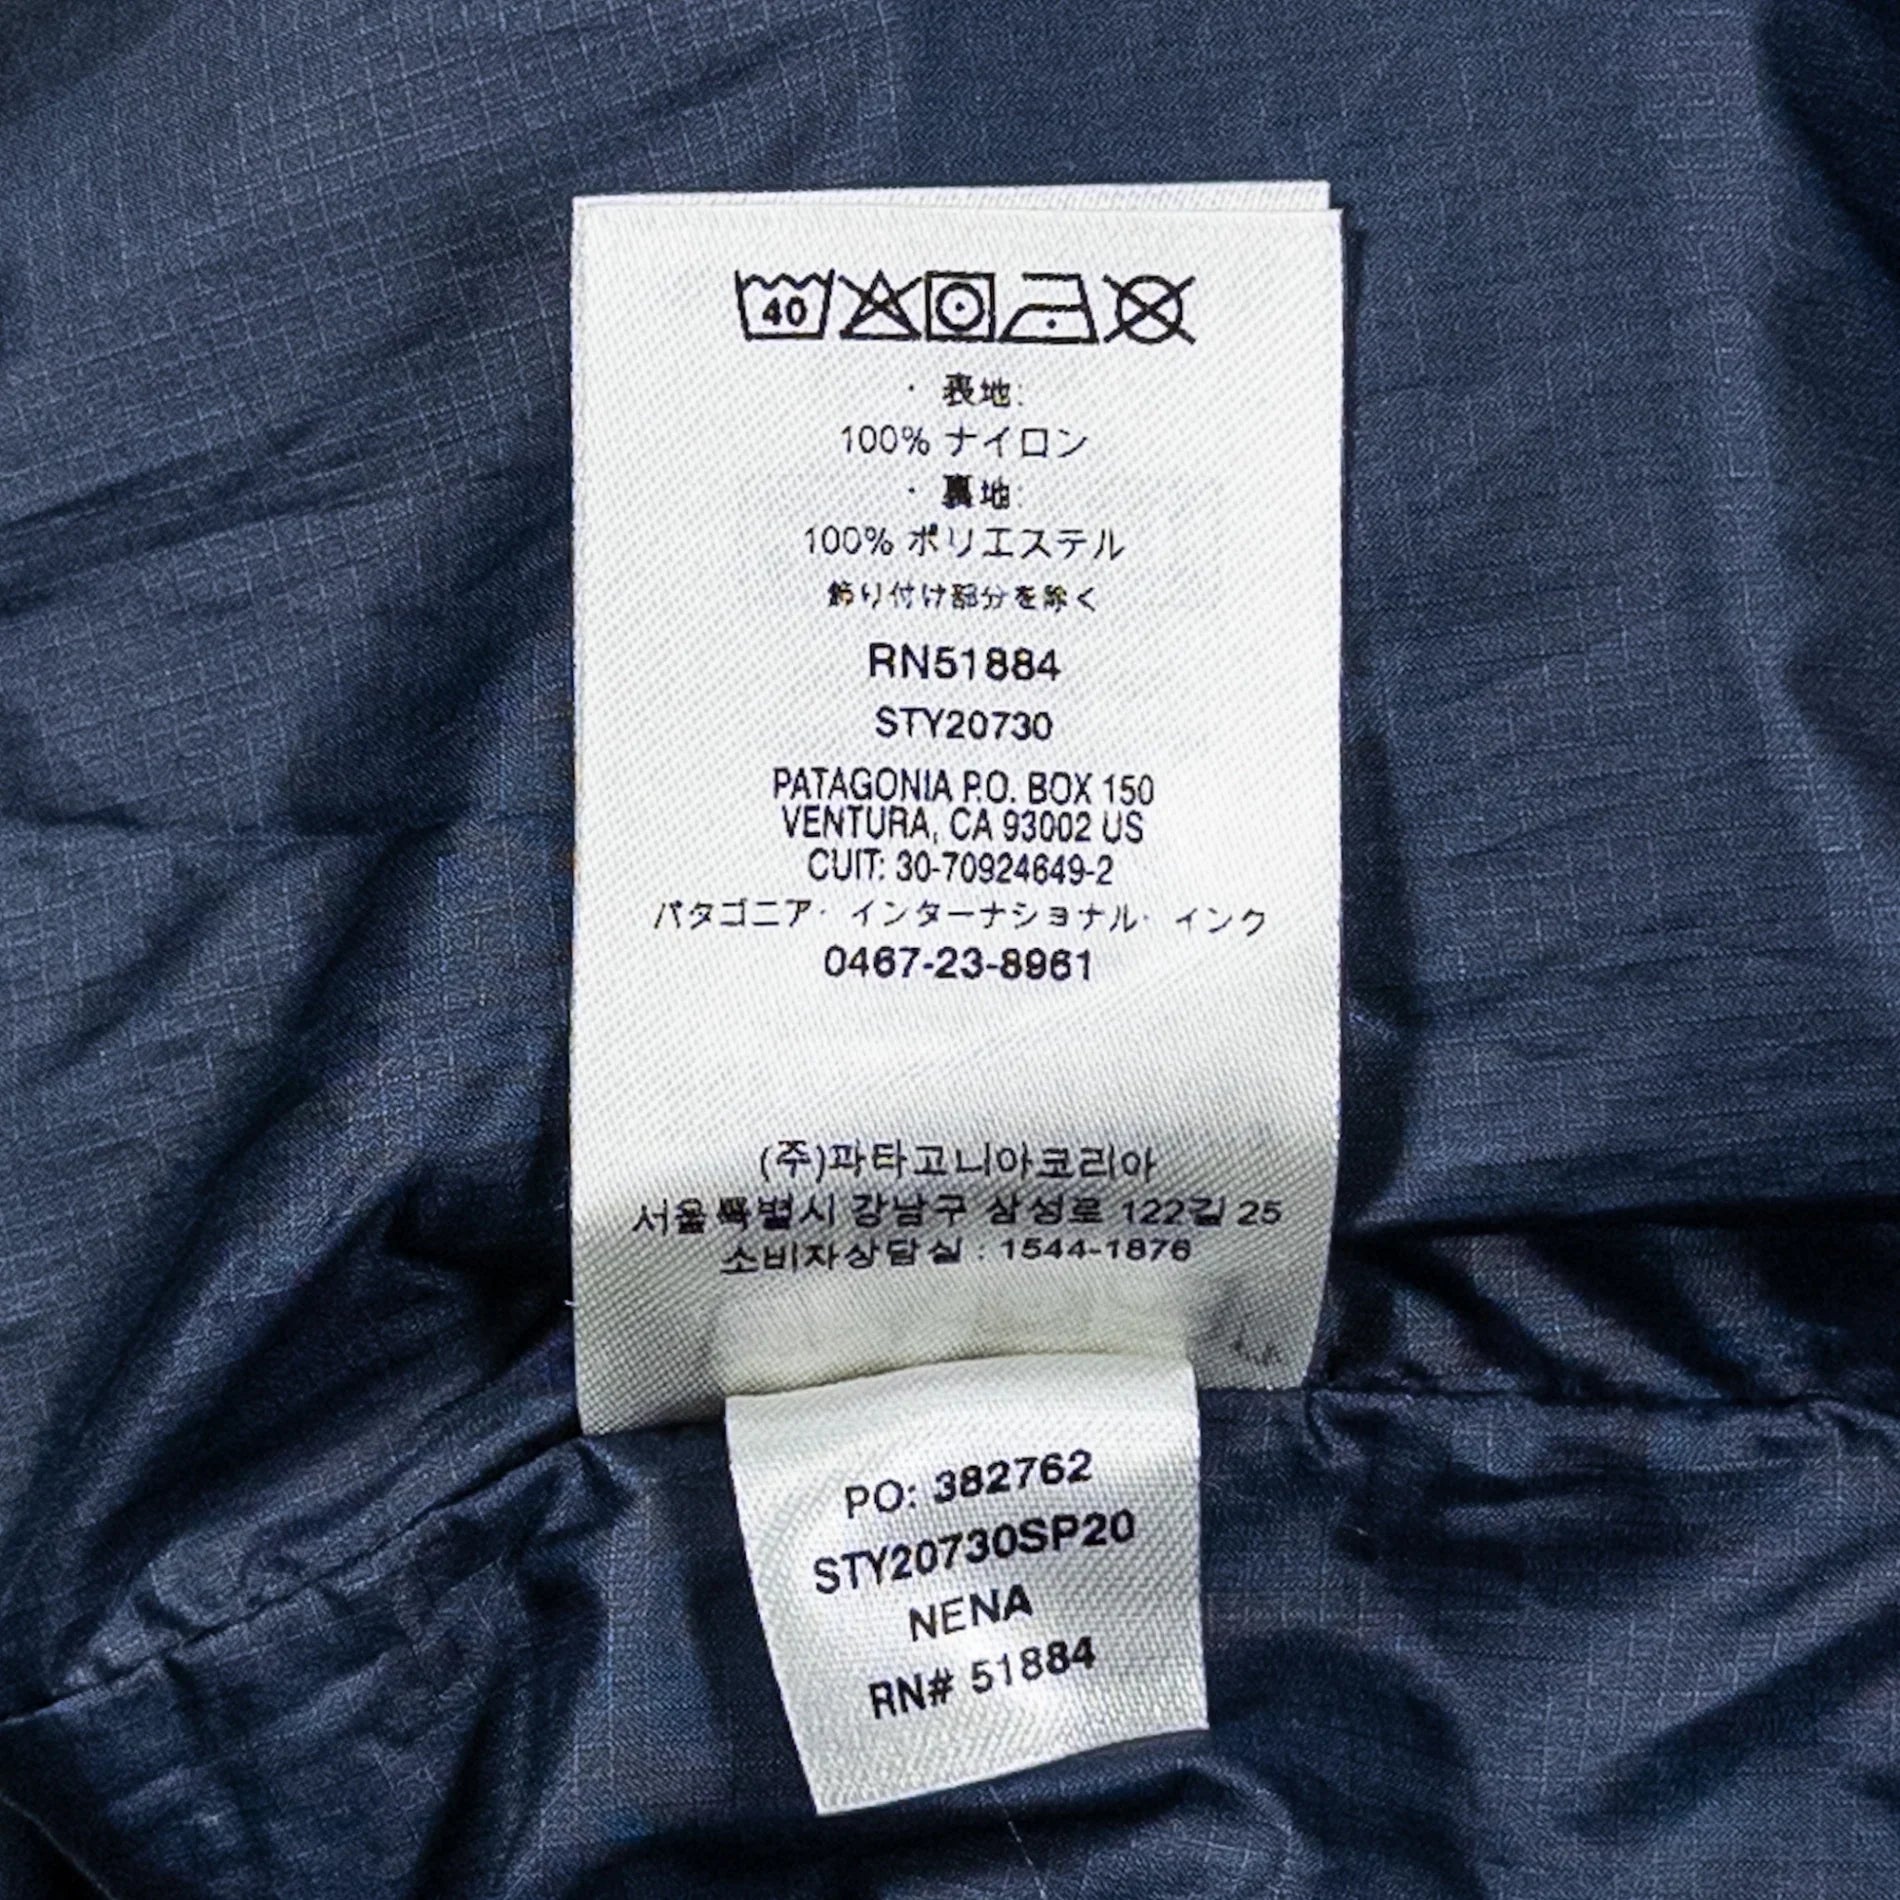 40
・表地:
100% ナイロン
・裏地:
100% ポリエステル
飾り付け部分を除く
RN51884
STY20730
PATAGONIA P.O. BOX 150
VENTURA, CA 93002 US
CUIT: 30-70924649-2
パタゴニア・インターナショナル・インク
0467-23-8961
(주)파타고니아코리아
서울특별시 강남구 삼성로 122길 25
소비자상담실 : 1544-1876
PO: 382762
STY20730SP20
NENA
RN# 51884